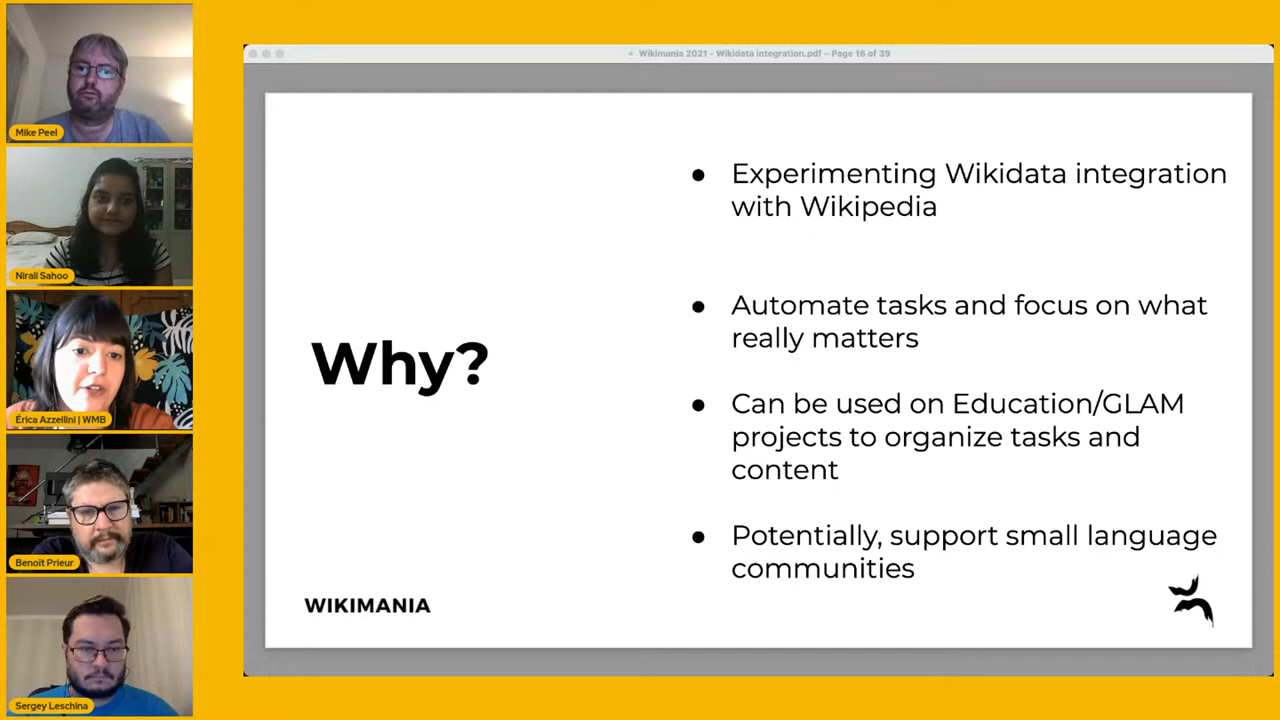 Mike Peel
Nirali Sahoo
Érica Azzellini | WMB
Benoît Prieur
Sergey Leschina
Wikimania 2021 - Wikidata integration.pdf – Page 16 of 39
Why?
● Experimenting Wikidata integration
with Wikipedia
● Automate tasks and focus on what
really matters
● Can be used on Education/GLAM
projects to organize tasks and
content
● Potentially, support small language
communities
WIKIMANIA